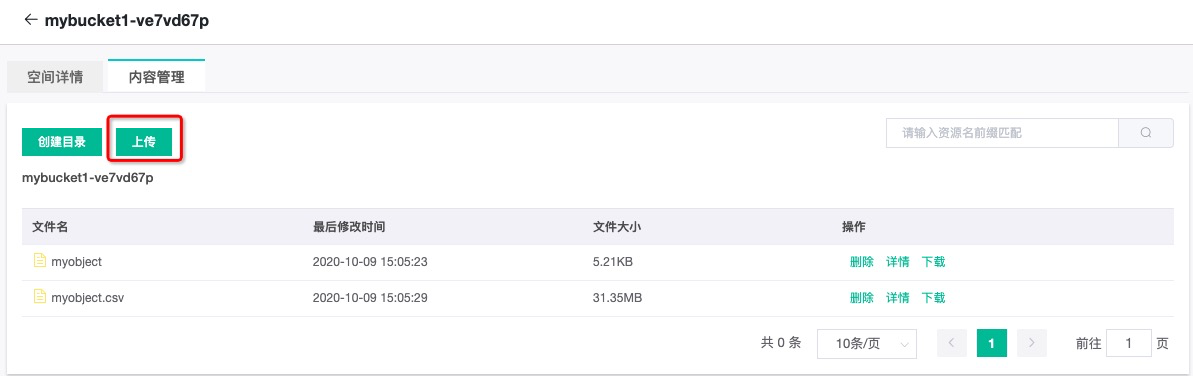 mybucket1-ve7vd67p
空间详情 内容管理
创建目录 上传 请输入资源名前缀匹配
mybucket1-ve7vd67p
文件名 最后修改时间 文件大小 操作
myobject 2020-10-09 15:05:23 5.21KB 删除 详情 下载
myobject.csv 2020-10-09 15:05:29 31.35MB 删除 详情 下载
共 0 条 10条/页 1 前往 1 页